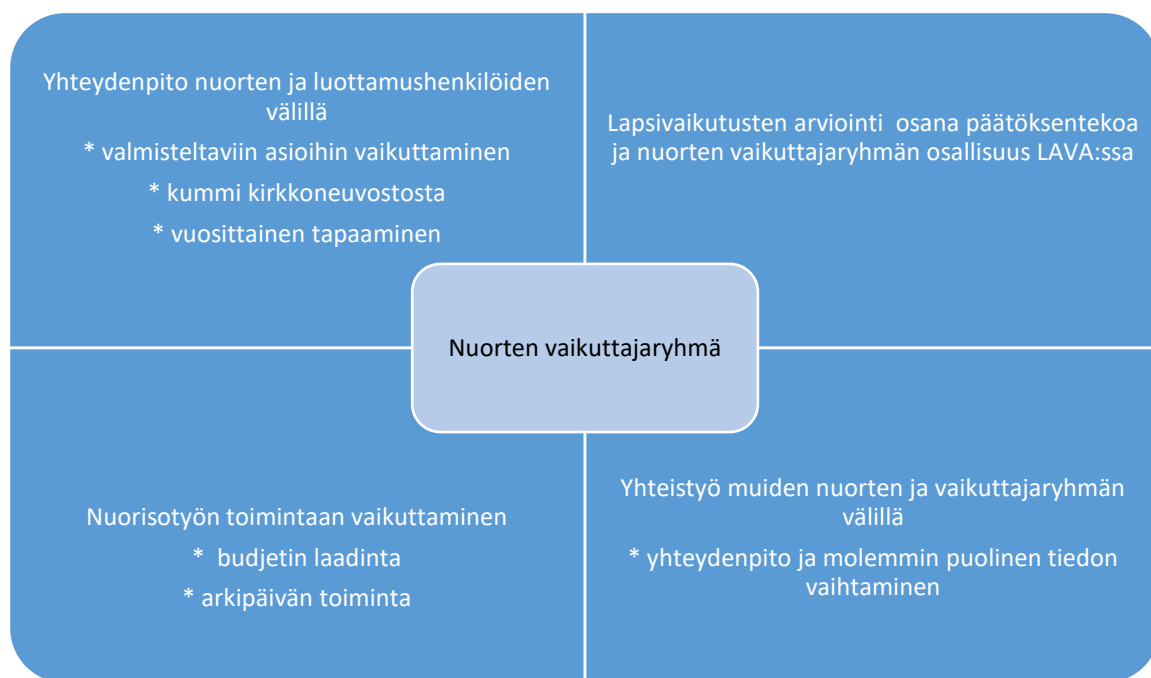 Yhteydenpito nuorten ja luottamushenkilöiden
välillä
* valmisteltaviin asioihin vaikuttaminen
* kummi kirkkoneuvostosta
* vuosittainen tapaaminen
Lapsivaikutusten arviointi osana päätöksentekoa
ja nuorten vaikuttajaryhmän osallisuus LAVA:ssa
Nuorten vaikuttajaryhmä
Nuorisotyön toimintaan vaikuttaminen
* budjetin laadinta
* arkipäivän toiminta
Yhteistyö muiden nuorten ja vaikuttajaryhmän
välillä
* yhteydenpito ja molemmin puolinen tiedon
vaihtaminen